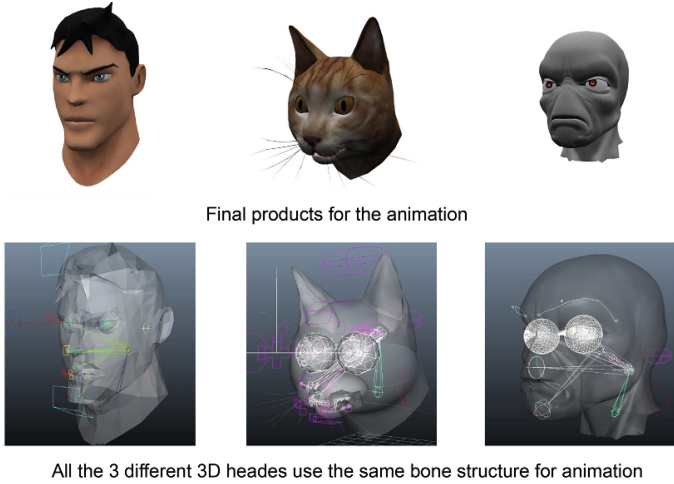 Final products for the animation
All the 3 different 3D heades use the same bone structure for animation